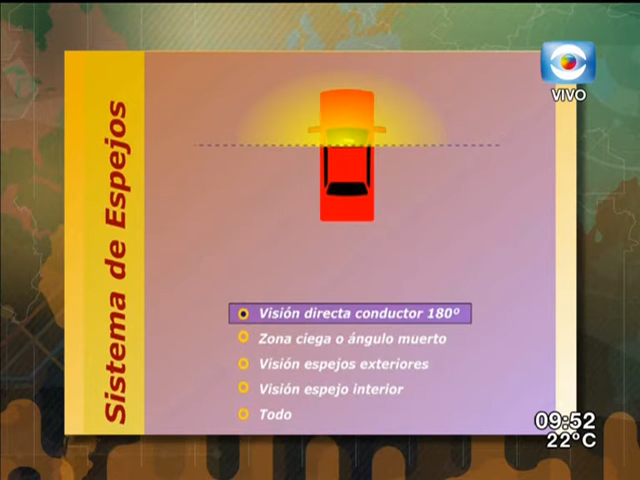 Sistema de Espejos
VIVO
Visión directa conductor 180º
Zona ciega o ángulo muerto
Visión espejos exteriores
Visión espejo interior
Todo
09:52
22°C